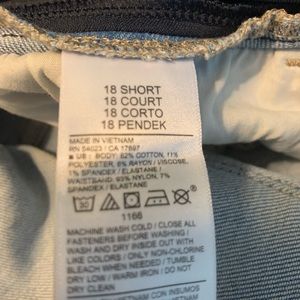 18 SHORT
18 COURT
18 CORTO
18 PENDEK
MADE IN VIETNAM
RN 54023 / CA 17897
US : BODY: 82% COTTON, 11%
POLYESTER, 6% RAYON / VISCOSE,
1% SPANDEX / ELASTANE /
WAISTBAND: 93% NYLON, 7%
SPANDEX / ELASTANE /
1166
MACHINE WASH COLD / CLOSE ALL
FASTENERS BEFORE WASHING /
WASH AND DRY INSIDE OUT WITH
LIKE COLORS / ONLY NON-CHLORINE
BLEACH WHEN NEEDED / TUMBLE
DRY LOW / WARM IRON / DO NOT
DRY CLEAN
CON INSUMOS